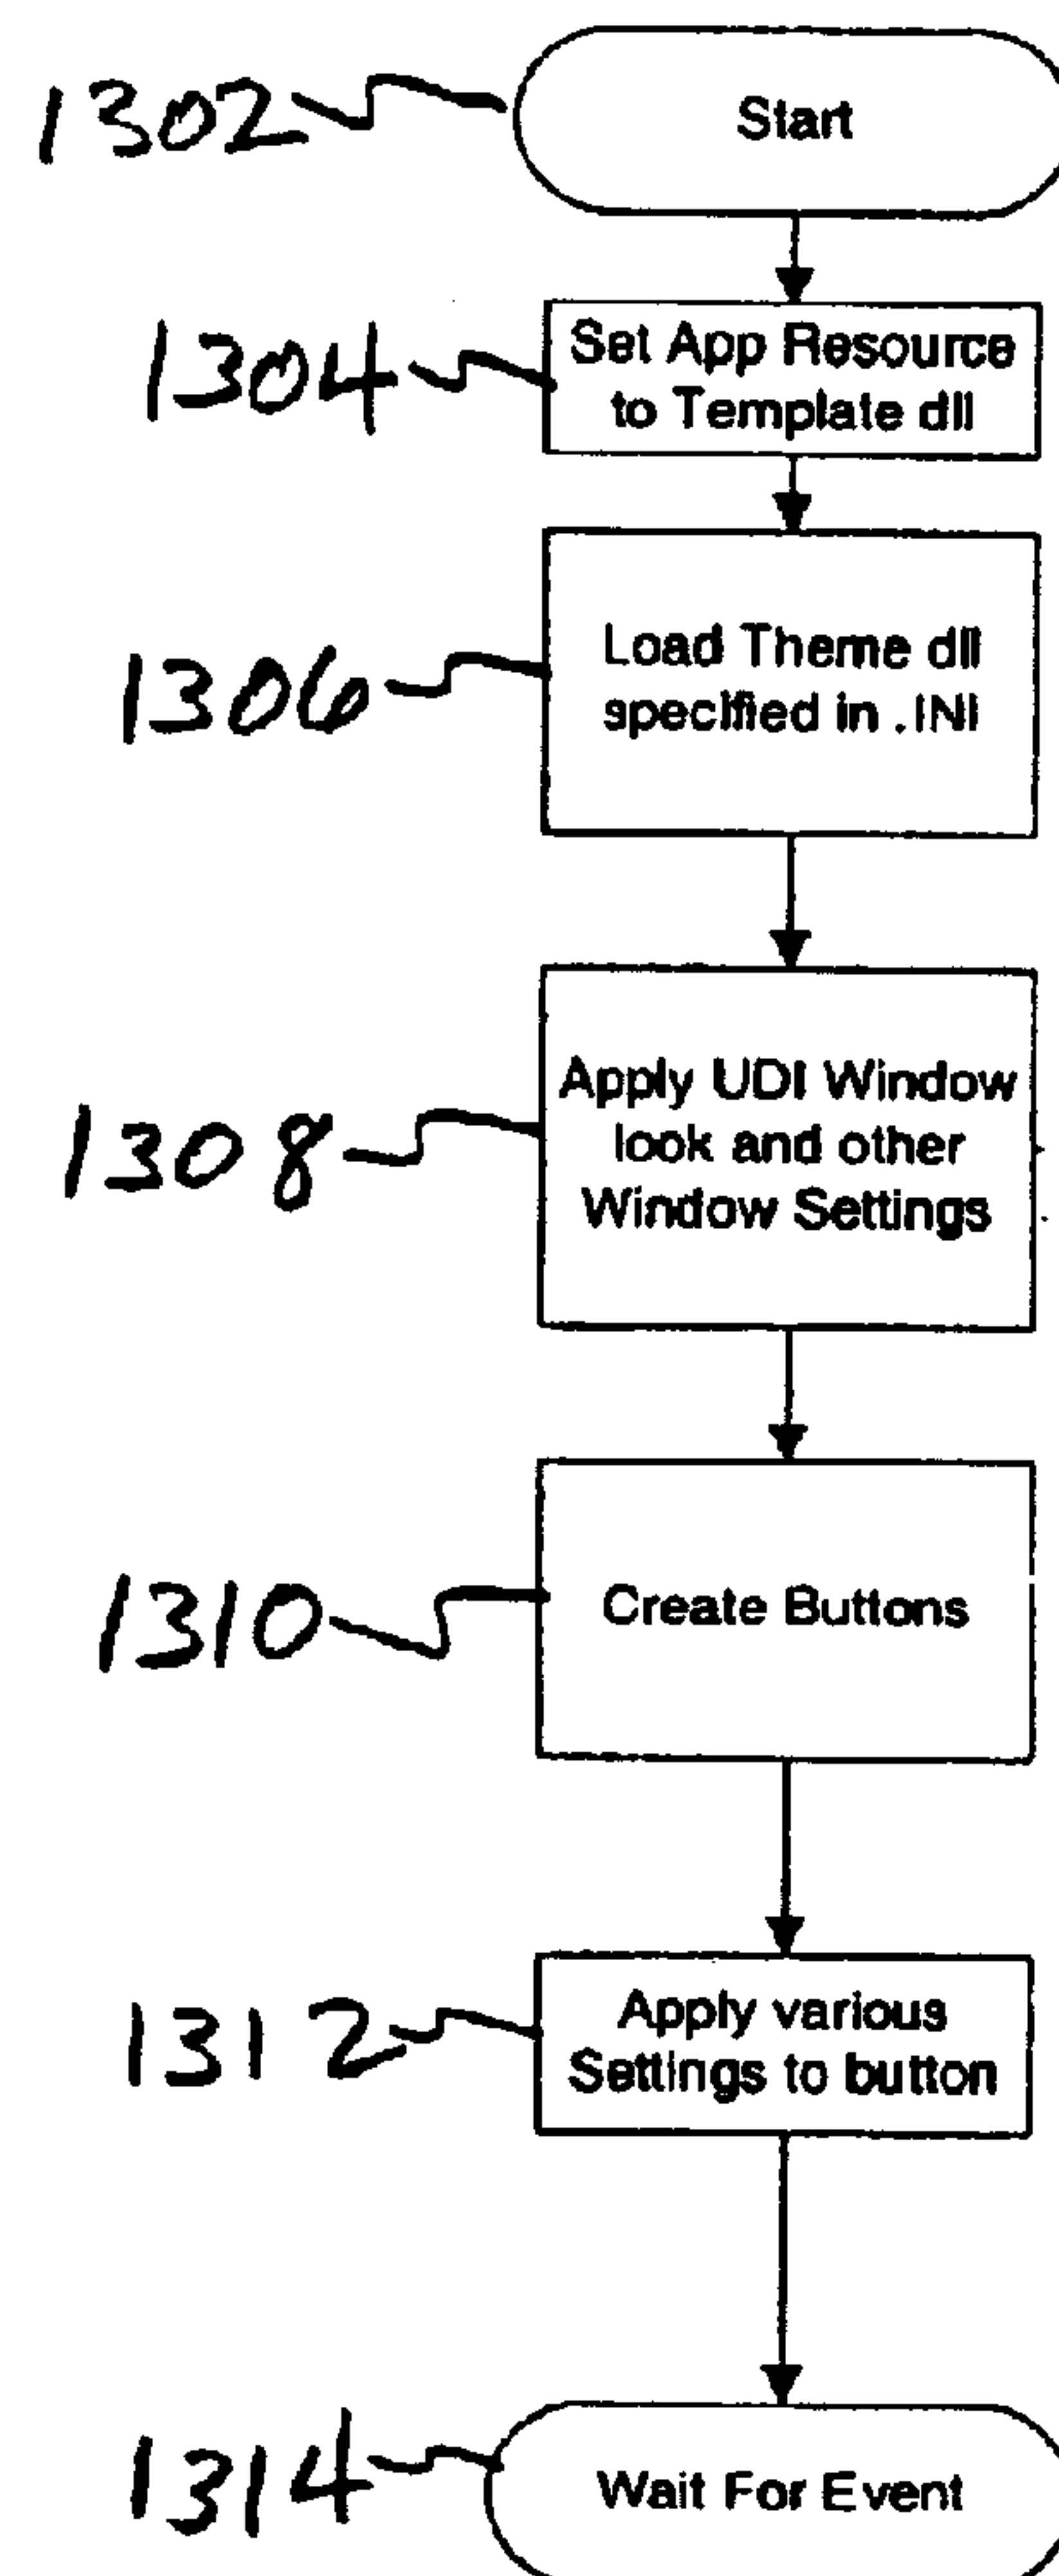 1302
Start
1304
Set App Resource
to Template dll
1306
Load Theme dll
specified in .INI
1308
Apply UDI Window
look and other
Window Settings
1310
Create Buttons
1312
Apply various
Settings to button
1314
Wait For Event